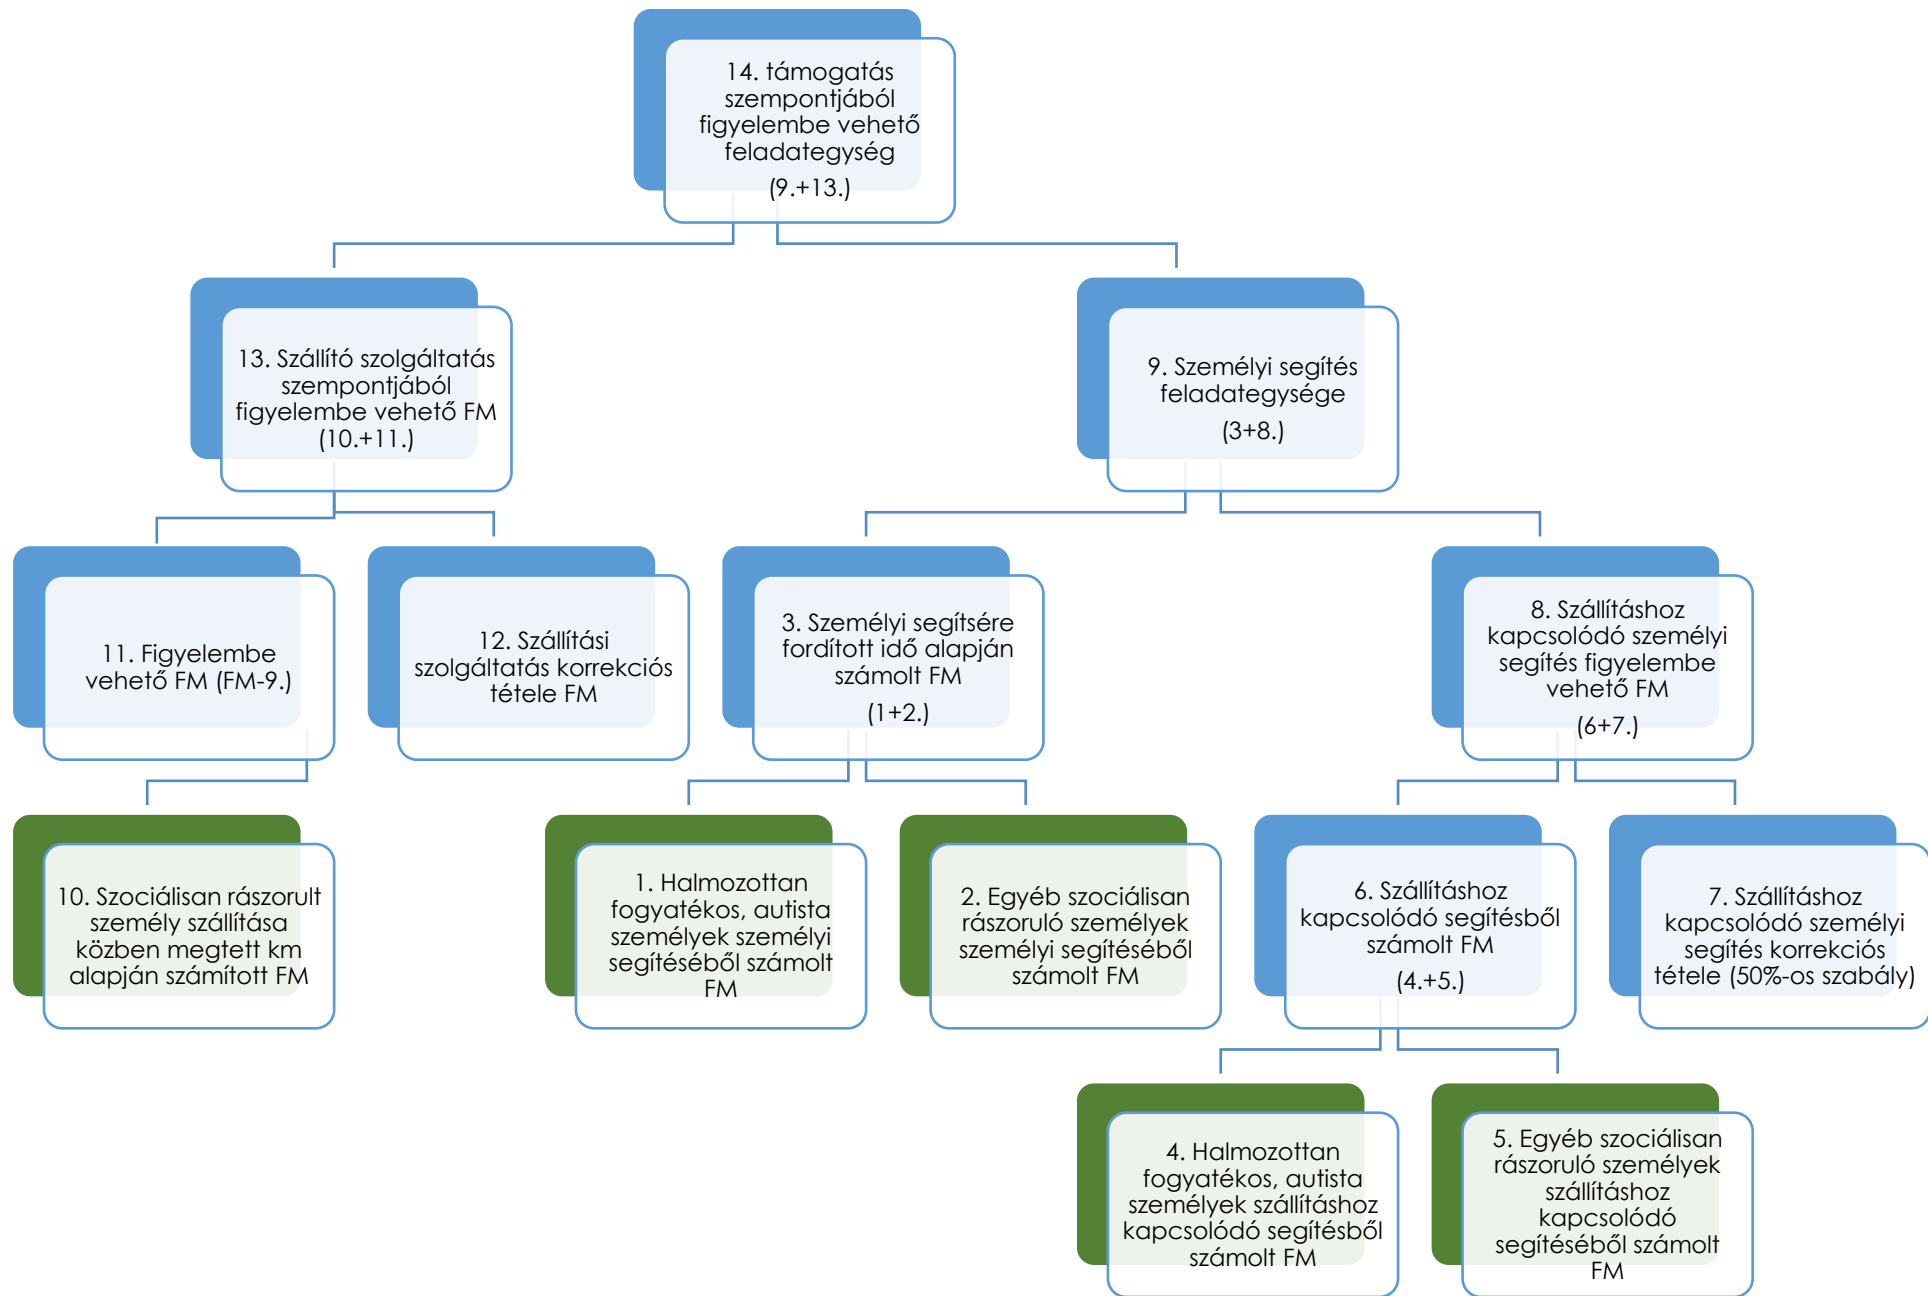 14. támogatás
szempontjából
figyelembe vehető
feladategység
(9.+13.)
13. Szállító szolgáltatás
szempontjából
figyelembe vehető FM
(10.+11.)
9. Személyi segítés
feladategysége
(3+8.)
11. Figyelembe
vehető FM (FM-9.)
12. Szállítási
szolgáltatás korrekciós
tétele FM
3. Személyi segítsére
fordított idő alapján
számolt FM
(1+2.)
8. Szállításhoz
kapcsolódó személyi
segítés figyelembe
vehető FM
(6+7.)
10. Szociálisan rászorult
személy szállítása
közben megtett km
alapján számított FM
1. Halmozottan
fogyatékos, autista
személyek személyi
segítéséből számolt
FM
2. Egyéb szociálisan
rászoruló személyek
személyi segítéséből
számolt FM
6. Szállításhoz
kapcsolódó segítésből
számolt FM
(4.+5.)
7. Szállításhoz
kapcsolódó személyi
segítés korrekciós
tétele (50%-os szabály)
4. Halmozottan
fogyatékos, autista
személyek szállításhoz
kapcsolódó segítésből
számolt FM
5. Egyéb szociálisan
rászoruló személyek
szállításhoz
kapcsolódó
segítéséből számolt
FM